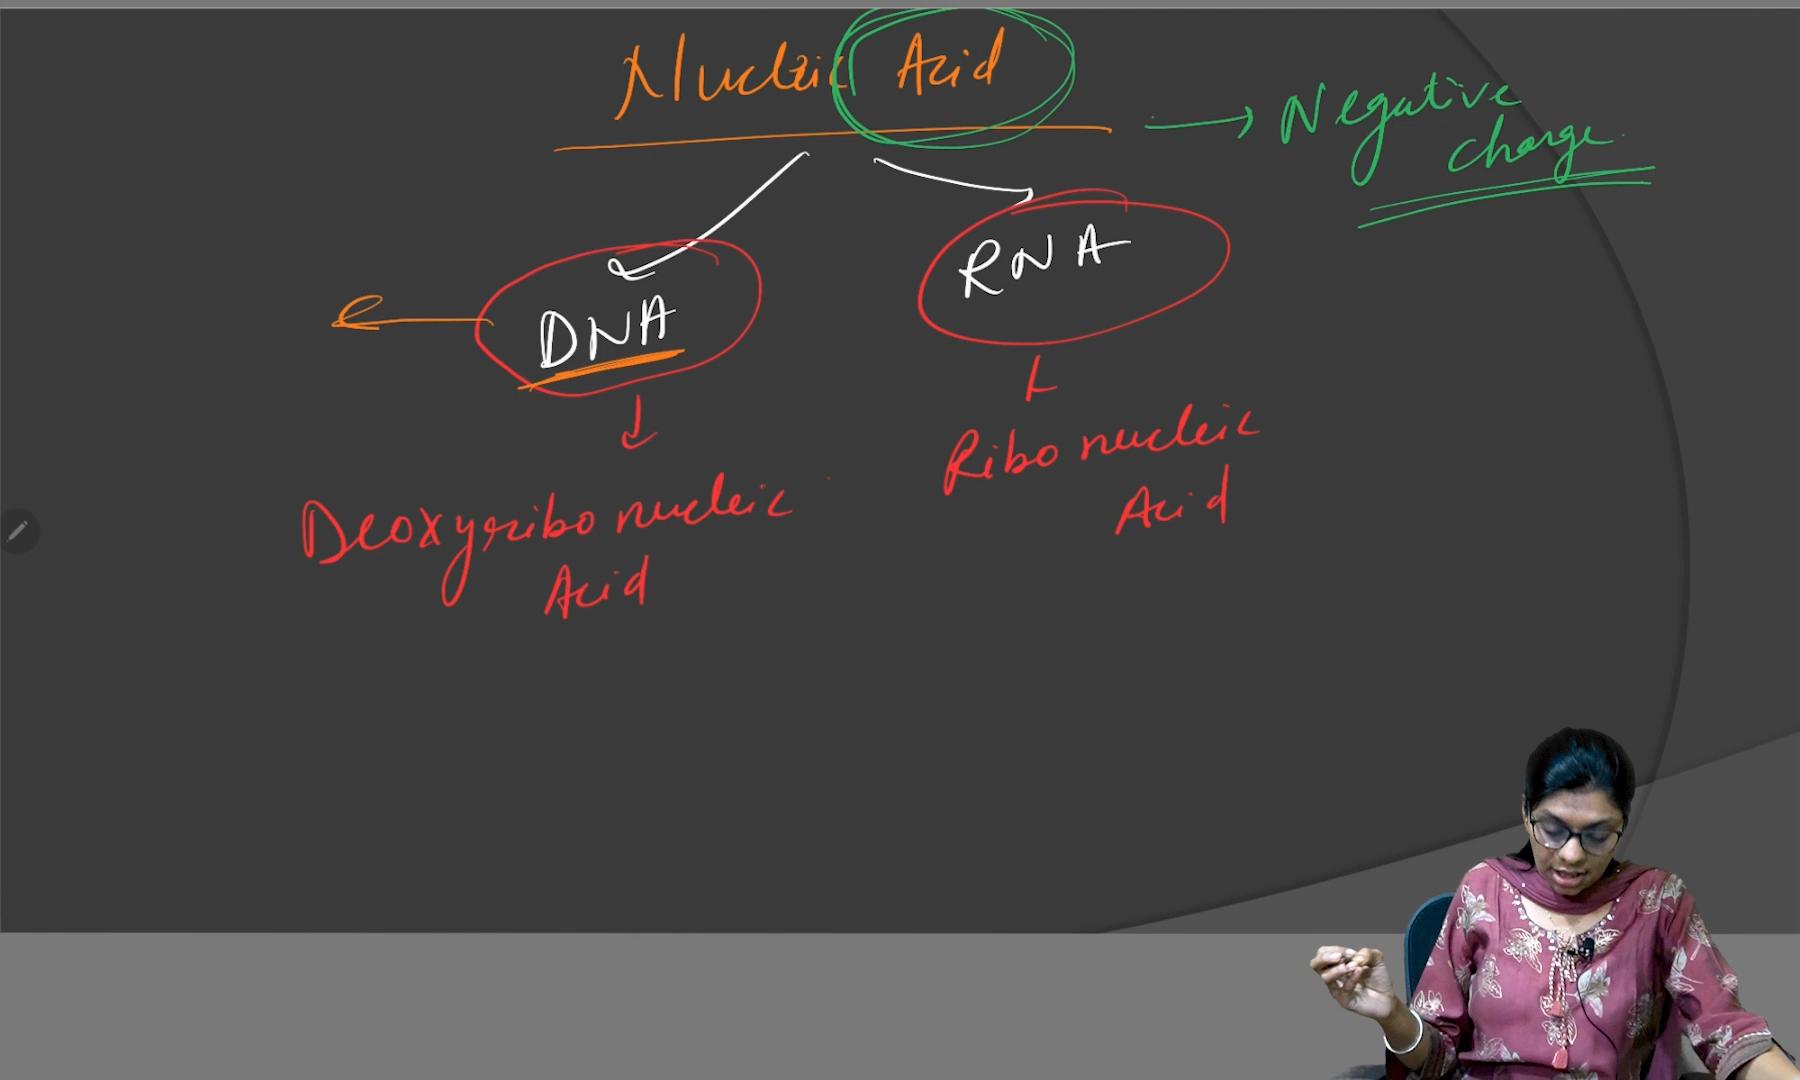 Nucleic Acid
Negative
charge
DNA
RNA
Deoxyribo nucleic
Acid
Ribo nucleic
Acid